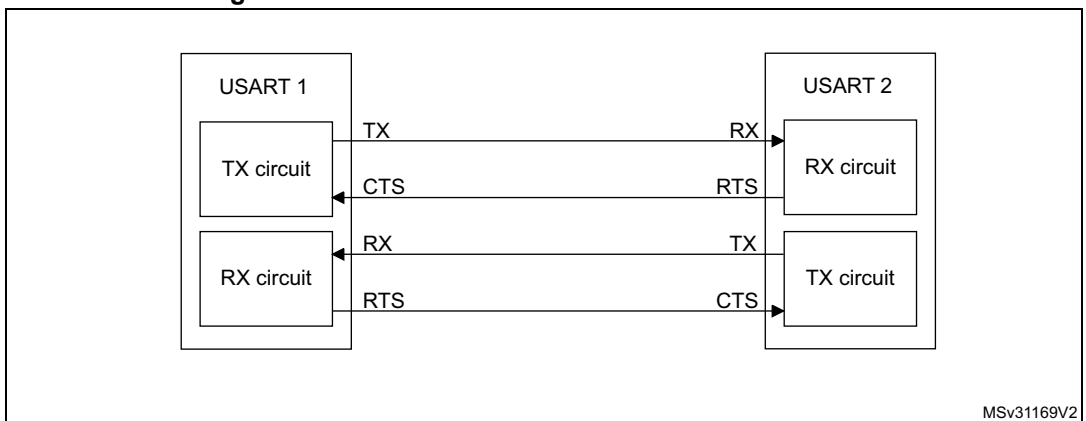 USART 1 USART 2
TX RX
TX circuit RX circuit
CTS RTS
RX TX
RX circuit TX circuit
RTS CTS
MSv31169V2